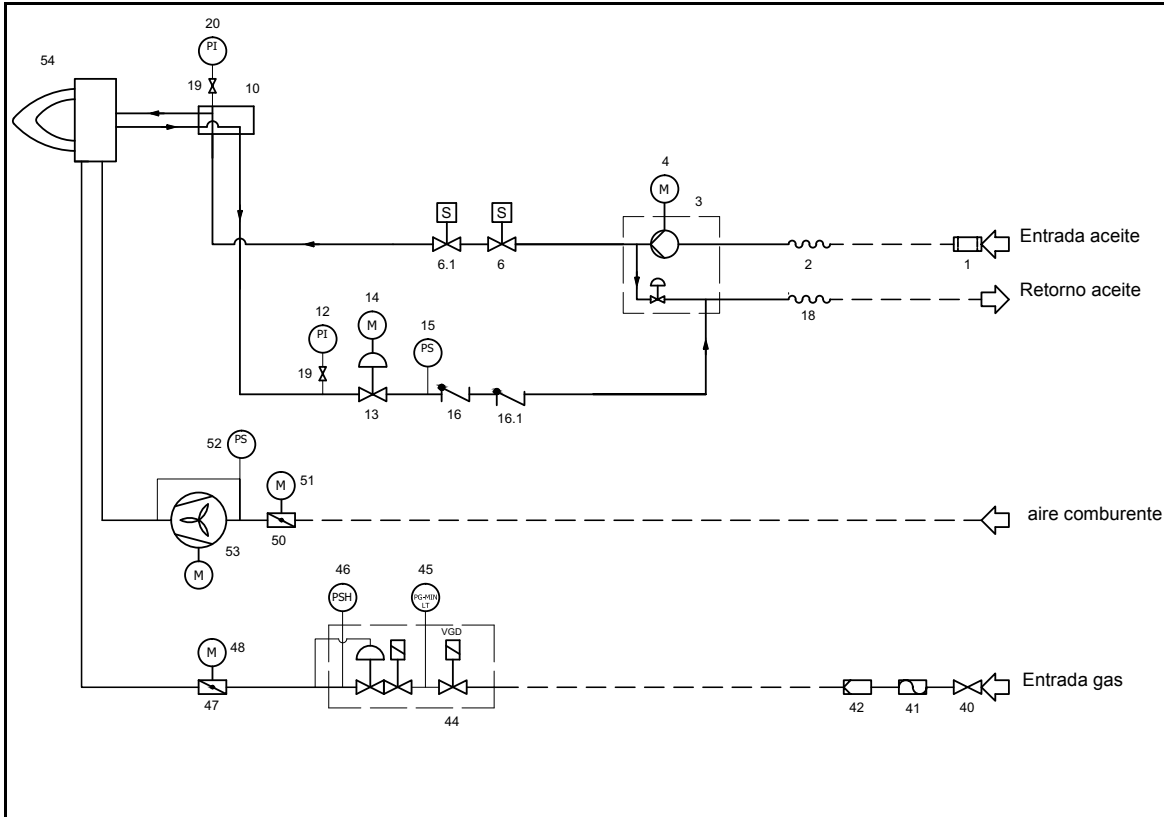 20
PI
54
19
10
4
M
3
S
S
6.1
6
2
1
Entrada aceite
Retorno aceite
18
12
PI
14
M
15
PS
19
13
16
16.1
52
PS
M
51
50
53
M
aire comburente
46
PSH
45
PG-MIN
LT
VGD
M
48
47
44
42
41
40
Entrada gas